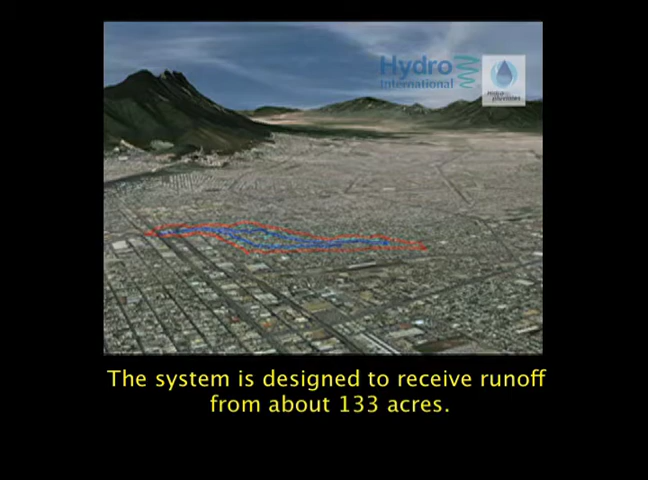 Hydro
International
The system is designed to receive runoff
from about 133 acres.